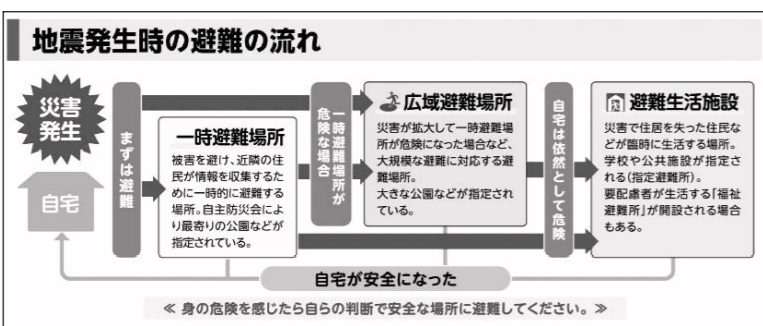 地震発生時の避難の流れ
災害
発生
自宅
まずは避難
一時避難場所
被害を避け、近隣の住
民が情報を収集するた
めに一時的に避難する
場所。自主防災会によ
り最寄りの公園などが
指定されている。
一時避難場所が
危険な場合
広域避難場所
災害が拡大して一時避難場
所が危険になった場合など、
大規模な避難に対応する避
難場所。
大きな公園などが指定され
ている。
自宅は依然として危険
避難生活施設
災害で住居を失った住民な
どが臨時に生活する場所。
学校や公共施設が指定さ
れる(指定避難所)。
要配慮者が生活する「福祉
避難所」が開設される場合
もある。
自宅が安全になった
≪ 身の危険を感じたら自らの判断で安全な場所に避難してください。≫